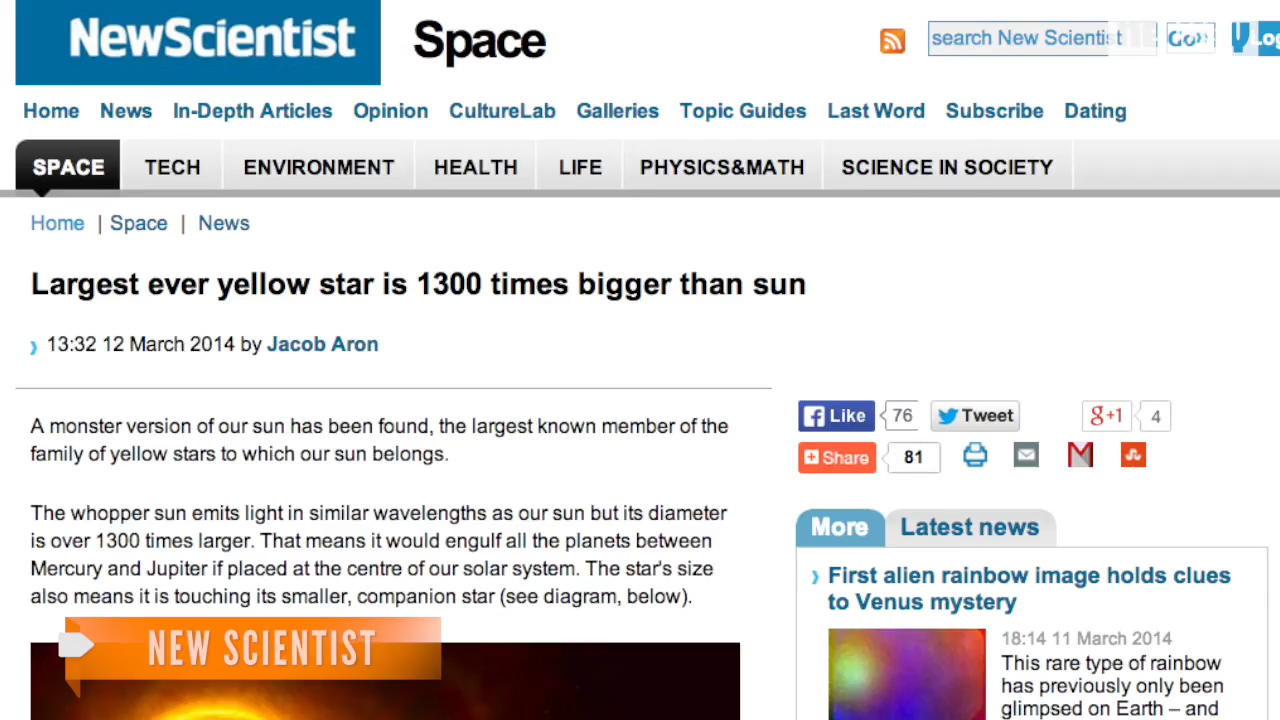 NewScientist Space
search New Scientist Go»
Home News In-Depth Articles Opinion CultureLab Galleries Topic Guides Last Word Subscribe Dating
SPACE TECH ENVIRONMENT HEALTH LIFE PHYSICS&MATH SCIENCE IN SOCIETY
Home | Space | News
Largest ever yellow star is 1300 times bigger than sun
13:32 12 March 2014 by Jacob Aron
A monster version of our sun has been found, the largest known member of the
family of yellow stars to which our sun belongs.
The whopper sun emits light in similar wavelengths as our sun but its diameter
is over 1300 times larger. That means it would engulf all the planets between
Mercury and Jupiter if placed at the centre of our solar system. The star's size
also means it is touching its smaller, companion star (see diagram, below).
NEW SCIENTIST
Like 76 Tweet g+1 4
Share 81
More Latest news
First alien rainbow image holds clues
to Venus mystery
18:14 11 March 2014
This rare type of rainbow
has previously only been
glimpsed on Earth – and